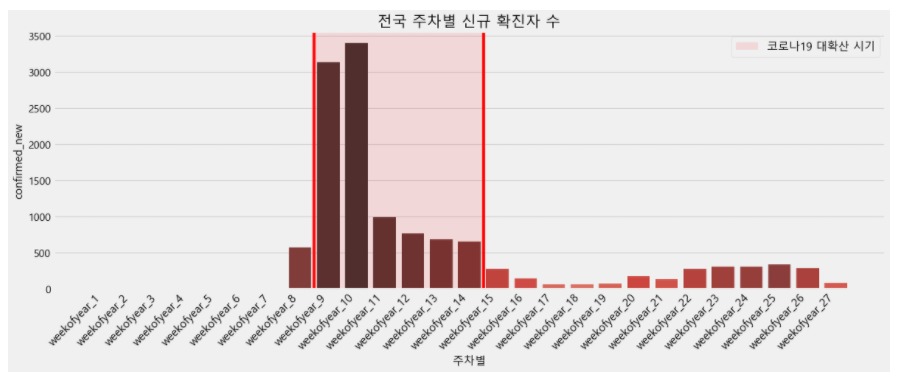 전국 주차별 신규 확진자 수
코로나19 대확산 시기
confirmed_new
3500
3000
2500
2000
1500
1000
500
0
weekofyear_1
weekofyear_2
weekofyear_3
weekofyear_4
weekofyear_5
weekofyear_6
weekofyear_7
weekofyear_8
weekofyear_9
weekofyear_10
weekofyear_11
weekofyear_12
weekofyear_13
weekofyear_14
weekofyear_15
weekofyear_16
weekofyear_17
weekofyear_18
weekofyear_19
weekofyear_20
weekofyear_21
weekofyear_22
weekofyear_23
weekofyear_24
weekofyear_25
weekofyear_26
weekofyear_27
주차별